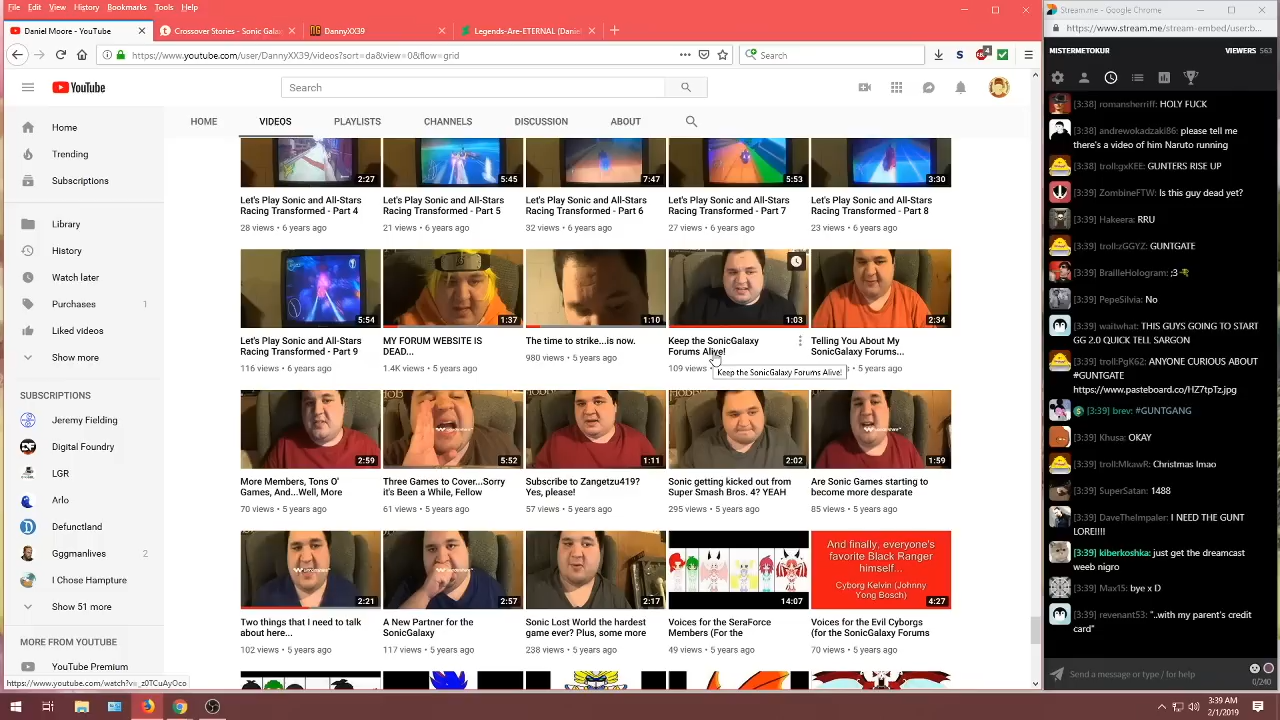 File Edit View History Bookmarks Tools Help
Daniel Moore - YouTube
Crossover Stories - Sonic Galax
DannyXX39
Legends-Are-ETERNAL (Daniel
https://www.youtube.com/user/DannyXX39/videos?sort=da&view=0&flow=grid
Search
YouTube
Search
HOME VIDEOS PLAYLISTS CHANNELS DISCUSSION ABOUT
Home
Trending
Subscriptions
Library
History
Watch later
Purchases 1
Liked videos
Show more
SUBSCRIPTIONS
Jeremy Fielding
Digital Foundry
LGR
Arlo
Defunctland
Gggmanlives 2
I Chose Hampture
Show 51 more
MORE FROM YOUTUBE
YouTube Premium
https://www.youtube.com/watch?v=_z0TCuAyOco
2:27 5:45 7:47 5:53 3:30
Let's Play Sonic and All-Stars
Racing Transformed - Part 4
28 views • 6 years ago
Let's Play Sonic and All-Stars
Racing Transformed - Part 5
21 views • 6 years ago
Let's Play Sonic and All-Stars
Racing Transformed - Part 6
32 views • 6 years ago
Let's Play Sonic and All-Stars
Racing Transformed - Part 7
27 views • 6 years ago
Let's Play Sonic and All-Stars
Racing Transformed - Part 8
23 views • 6 years ago
5:54 1:37 1:10 1:03 2:34
Let's Play Sonic and All-Stars
Racing Transformed - Part 9
116 views • 6 years ago
MY FORUM WEBSITE IS
DEAD...
1.4K views • 5 years ago
The time to strike...is now.
980 views • 5 years ago
Keep the SonicGalaxy
Forums Alive!
109 views
Keep the SonicGalaxy Forums Alive!
Telling You About My
SonicGalaxy Forums...
• 5 years ago
2:59 5:52 1:11 2:02 1:59
More Members, Tons O'
Games, And...Well, More
70 views • 5 years ago
Three Games to Cover...Sorry
it's Been a While, Fellow
61 views • 5 years ago
Subscribe to Zangetzu419?
Yes, please!
57 views • 5 years ago
Sonic getting kicked out from
Super Smash Bros. 4? YEAH
295 views • 5 years ago
Are Sonic Games starting to
become more desperate
85 views • 5 years ago
And finally, everyone's
favorite Black Ranger
himself...
Cyborg Kelvin (Johnny
Yong Bosch)
2:21 2:57 2:17 14:07 4:27
Two things that I need to talk
about here...
102 views • 5 years ago
A New Partner for the
SonicGalaxy
117 views • 5 years ago
Sonic Lost World the hardest
game ever? Plus, some more
238 views • 5 years ago
Voices for the SeraForce
Members (For the
49 views • 5 years ago
Voices for the Evil Cyborgs
(for the SonicGalaxy Forums
70 views • 5 years ago
Stream.me - Google Chrome
https://www.stream.me/stream-embed/user:b...
MISTERMETOKUR VIEWERS 563
[3:38] romansherriff: HOLY FUCK
[3:38] andrewokadzaki86: please tell me
there's a video of him Naruto running
[3:38] troll:gxKEE: GUNTERS RISE UP
[3:39] ZombineFTW: Is this guy dead yet?
[3:39] Hakeera: RRU
[3:39] troll:zGGYZ: GUNTGATE
[3:39] BrailleHologram: ;3
[3:39] PepeSilvia: No
[3:39] waitwhat: THIS GUYS GOING TO START
GG 2.0 QUICK TELL SARGON
[3:39] troll:PgK62: ANYONE CURIOUS ABOUT
#GUNTGATE
https://www.pasteboard.co/HZ7tpTz.jpg
[3:39] brev: #GUNTGANG
[3:39] Khusa: OKAY
[3:39] troll:MkawR: Christmas lmao
[3:39] SuperSatan: 1488
[3:39] DaveTheImpaler: I NEED THE GUNT
LORE!!!!
[3:39] kiberkoshka: just get the dreamcast
weeb nigro
[3:39] Max15: bye x D
[3:39] revenant53: "..with my parent's credit
card"
Send a message or type / for help
0/240
3:39 AM
2/1/2019